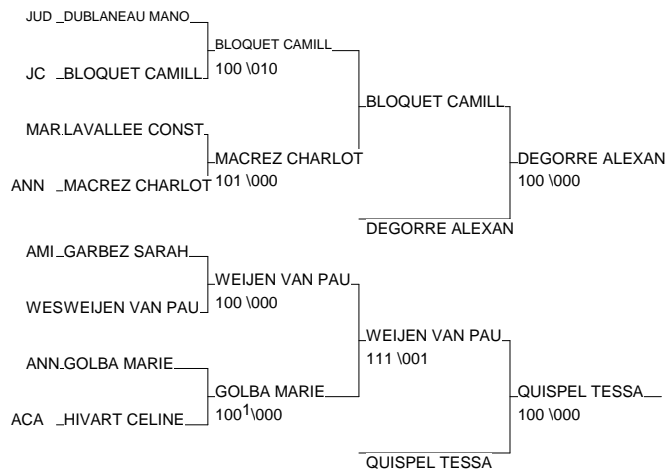 JUD DUBLANEAU MANO
BLOQUET CAMILL
100 \010
JC BLOQUET CAMILL
BLOQUET CAMILL
MAR LAVALLEE CONST
MACREZ CHARLOT
101 \000
DEGORRE ALEXAN
100 \000
ANN MACREZ CHARLOT
DEGORRE ALEXAN
AMI GARBEZ SARAH
WEIJEN VAN PAU
100 \000
WES WEIJEN VAN PAU
WEIJEN VAN PAU
111 \001
ANN GOLBA MARIE
GOLBA MARIE
100¹\000
QUISPEL TESSA
100 \000
ACA HIVART CELINE
QUISPEL TESSA